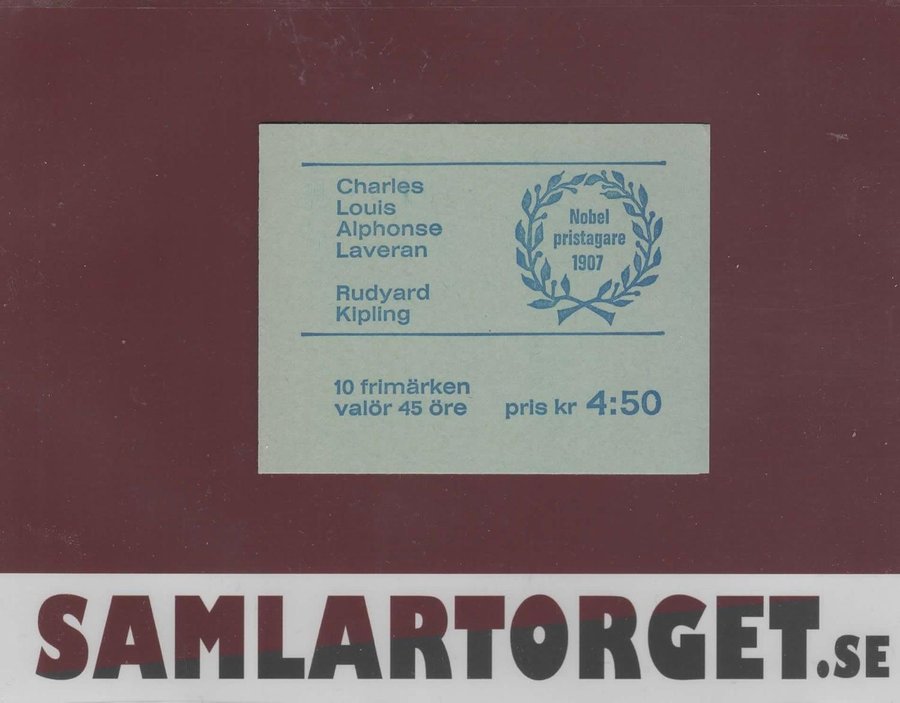 Charles
Louis
Alphonse
Laveran
Rudyard
Kipling
Nobel
pristagare
1907
10 frimärken
valör 45 öre
pris kr 4:50
SAMLARTORGET.SE